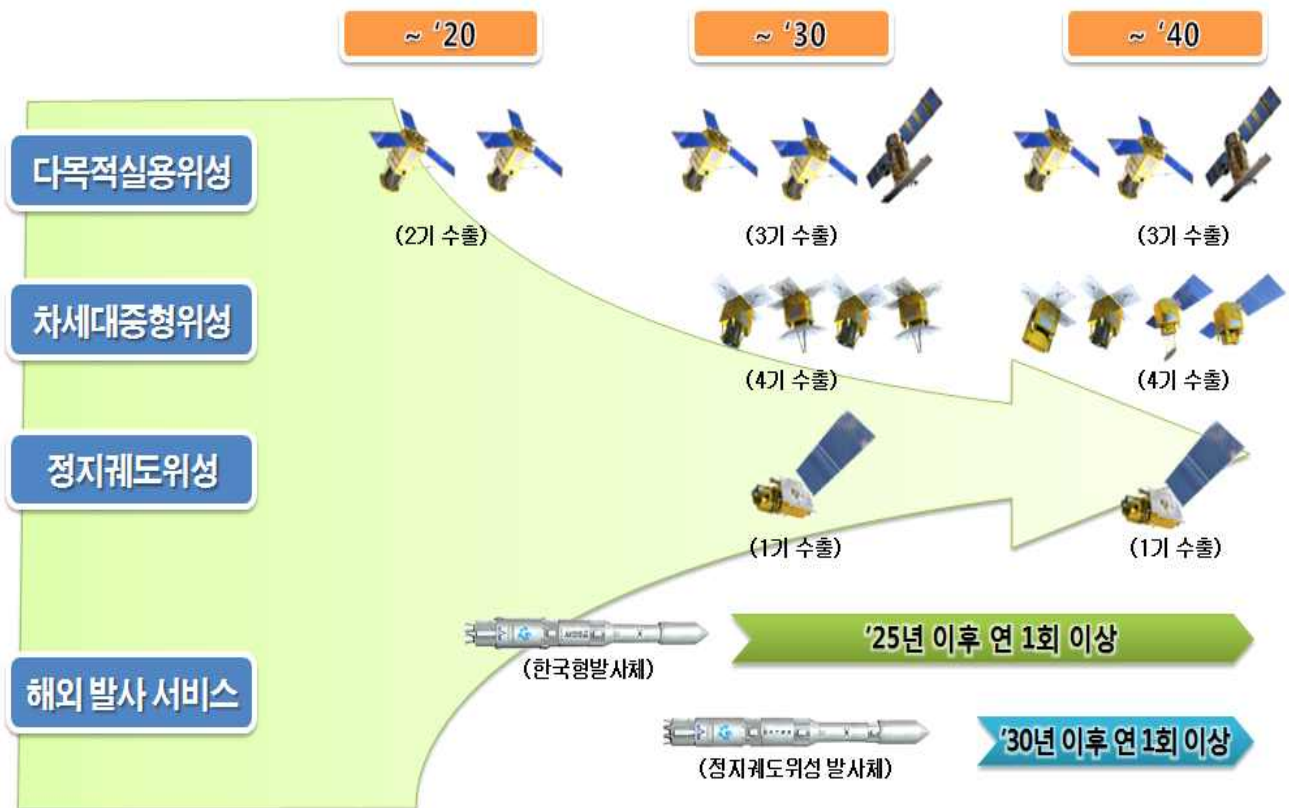 ~ '20
~ '30
~ '40
다목적실용위성
(2기 수출)
(3기 수출)
(3기 수출)
차세대중형위성
(4기 수출)
(4기 수출)
정지궤도위성
(1기 수출)
(1기 수출)
해외 발사 서비스
(한국형발사체)
'25년 이후 연 1회 이상
(정지궤도위성 발사체)
'30년 이후 연 1회 이상